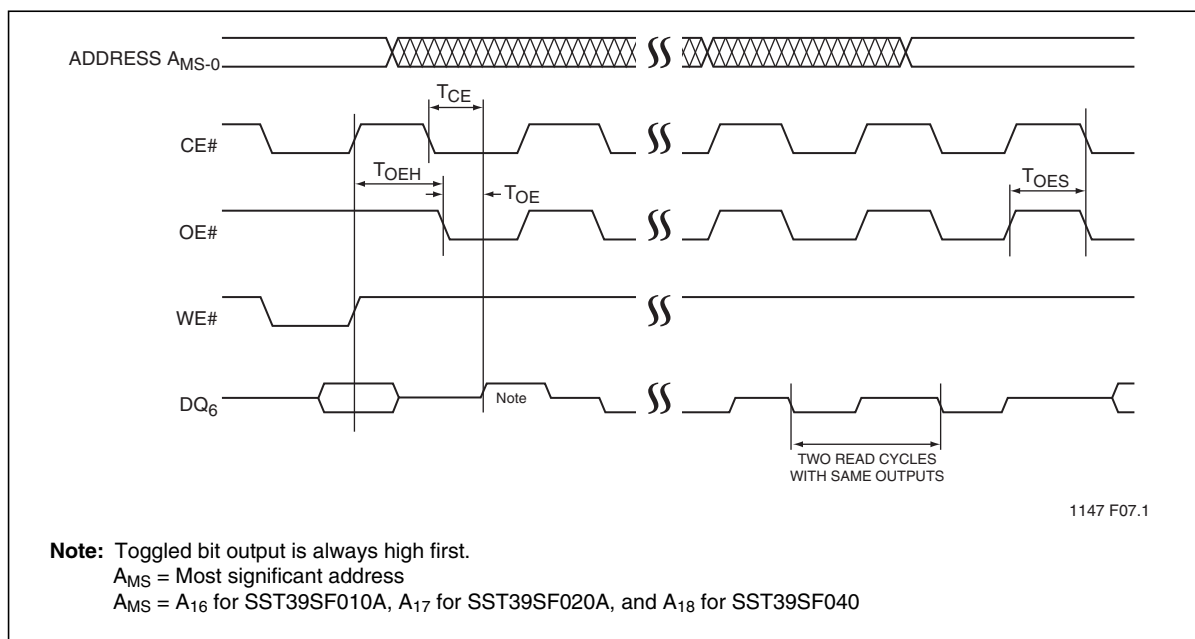 ADDRESS AMS-0
TCE
CE#
TOEH
TOE
TOES
OE#
WE#
DQ6
Note
TWO READ CYCLES
WITH SAME OUTPUTS
1147 F07.1
Note: Toggled bit output is always high first.
AMS = Most significant address
AMS = A16 for SST39SF010A, A17 for SST39SF020A, and A18 for SST39SF040